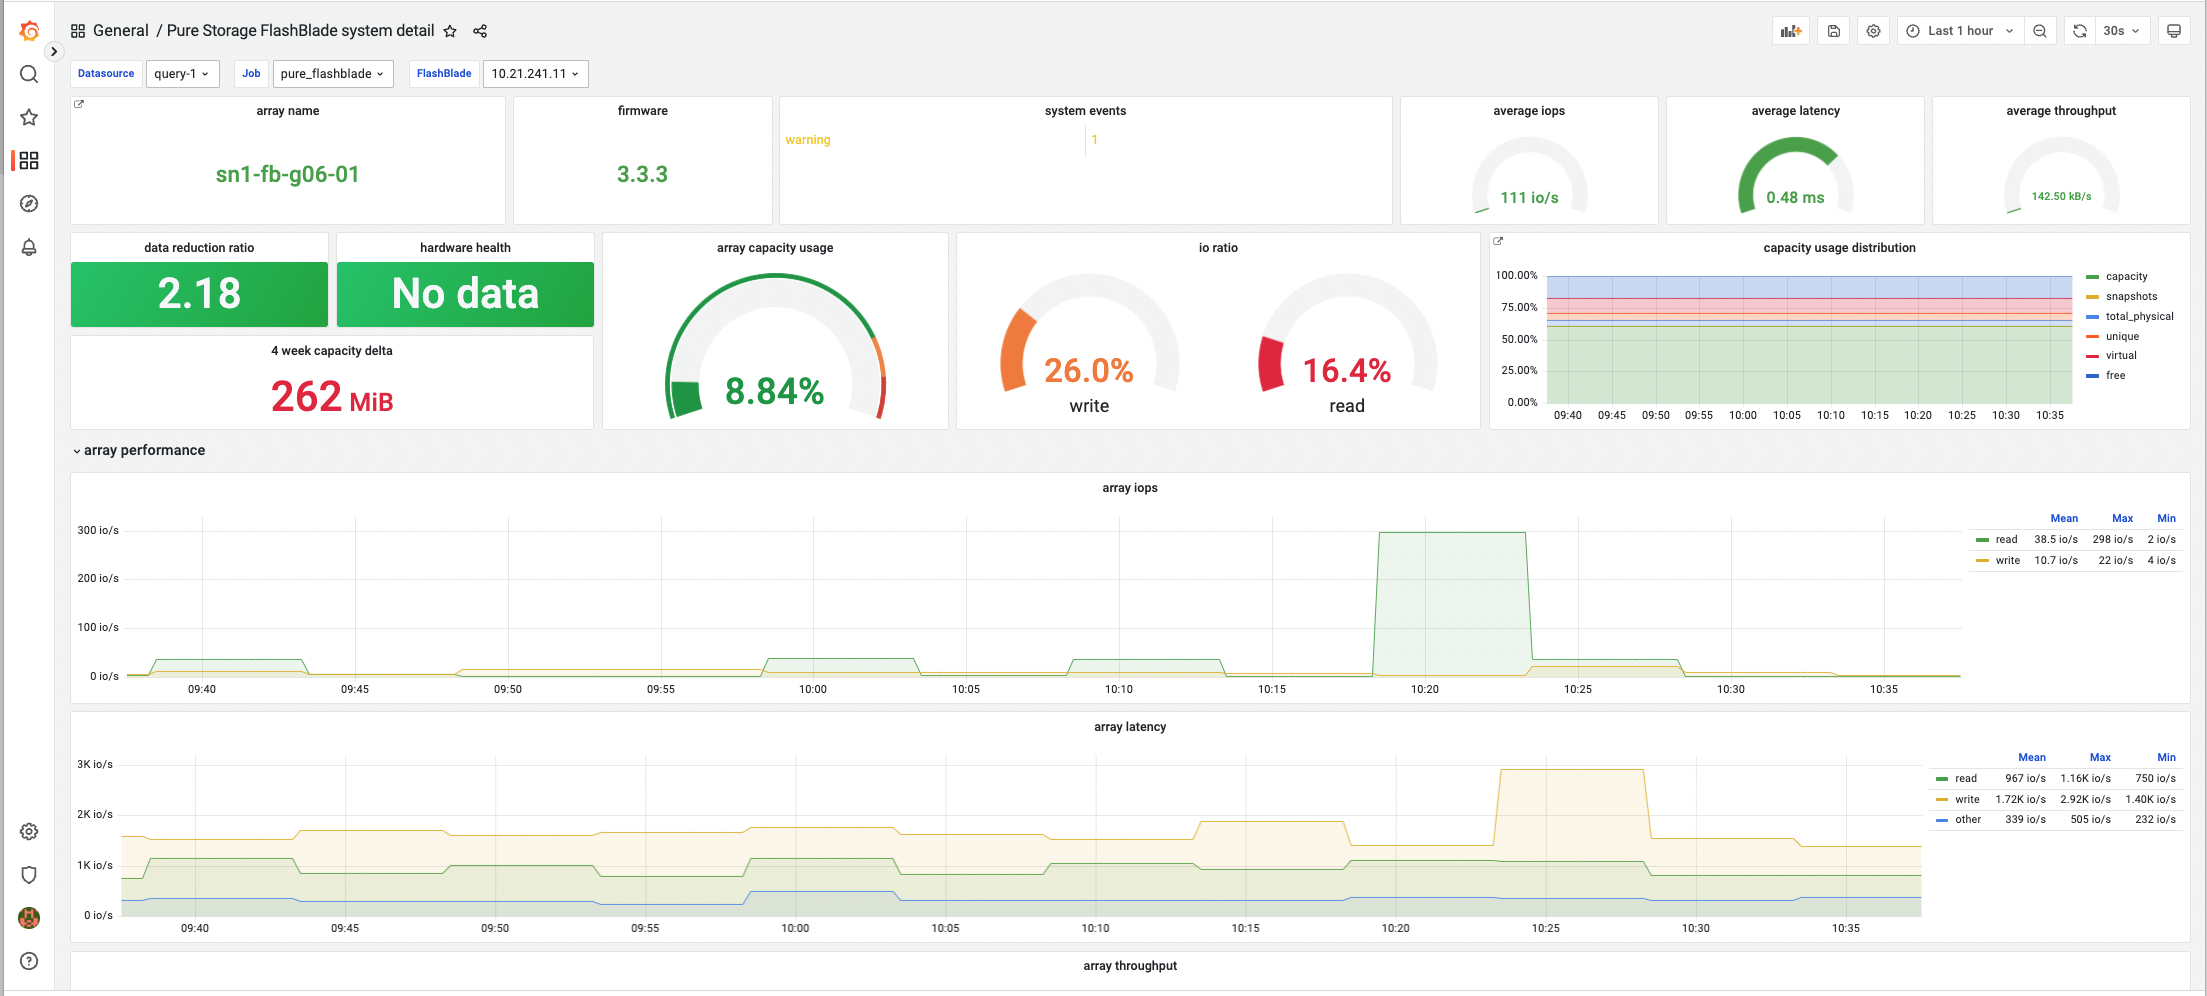 General / Pure Storage FlashBlade system detail
Last 1 hour
30s
Datasource query-1 Job pure_flashblade FlashBlade 10.21.241.11
array name
sn1-fb-g06-01
firmware
3.3.3
system events
warning 1
average iops
111 io/s
average latency
0.48 ms
average throughput
142.50 kB/s
data reduction ratio
2.18
hardware health
No data
4 week capacity delta
262 MiB
array capacity usage
8.84%
io ratio
26.0%
write
16.4%
read
capacity usage distribution
100.00%
75.00%
50.00%
25.00%
0.00%
09:40 09:45 09:50 09:55 10:00 10:05 10:10 10:15 10:20 10:25 10:30 10:35
capacity
snapshots
total_physical
unique
virtual
free
array performance
array iops
300 io/s
200 io/s
100 io/s
0 io/s
09:40 09:45 09:50 09:55 10:00 10:05 10:10 10:15 10:20 10:25 10:30 10:35
Mean Max Min
read 38.5 io/s 298 io/s 2 io/s
write 10.7 io/s 22 io/s 4 io/s
array latency
3K io/s
2K io/s
1K io/s
0 io/s
09:40 09:45 09:50 09:55 10:00 10:05 10:10 10:15 10:20 10:25 10:30 10:35
Mean Max Min
read 967 io/s 1.16K io/s 750 io/s
write 1.72K io/s 2.92K io/s 1.40K io/s
other 339 io/s 505 io/s 232 io/s
array throughput